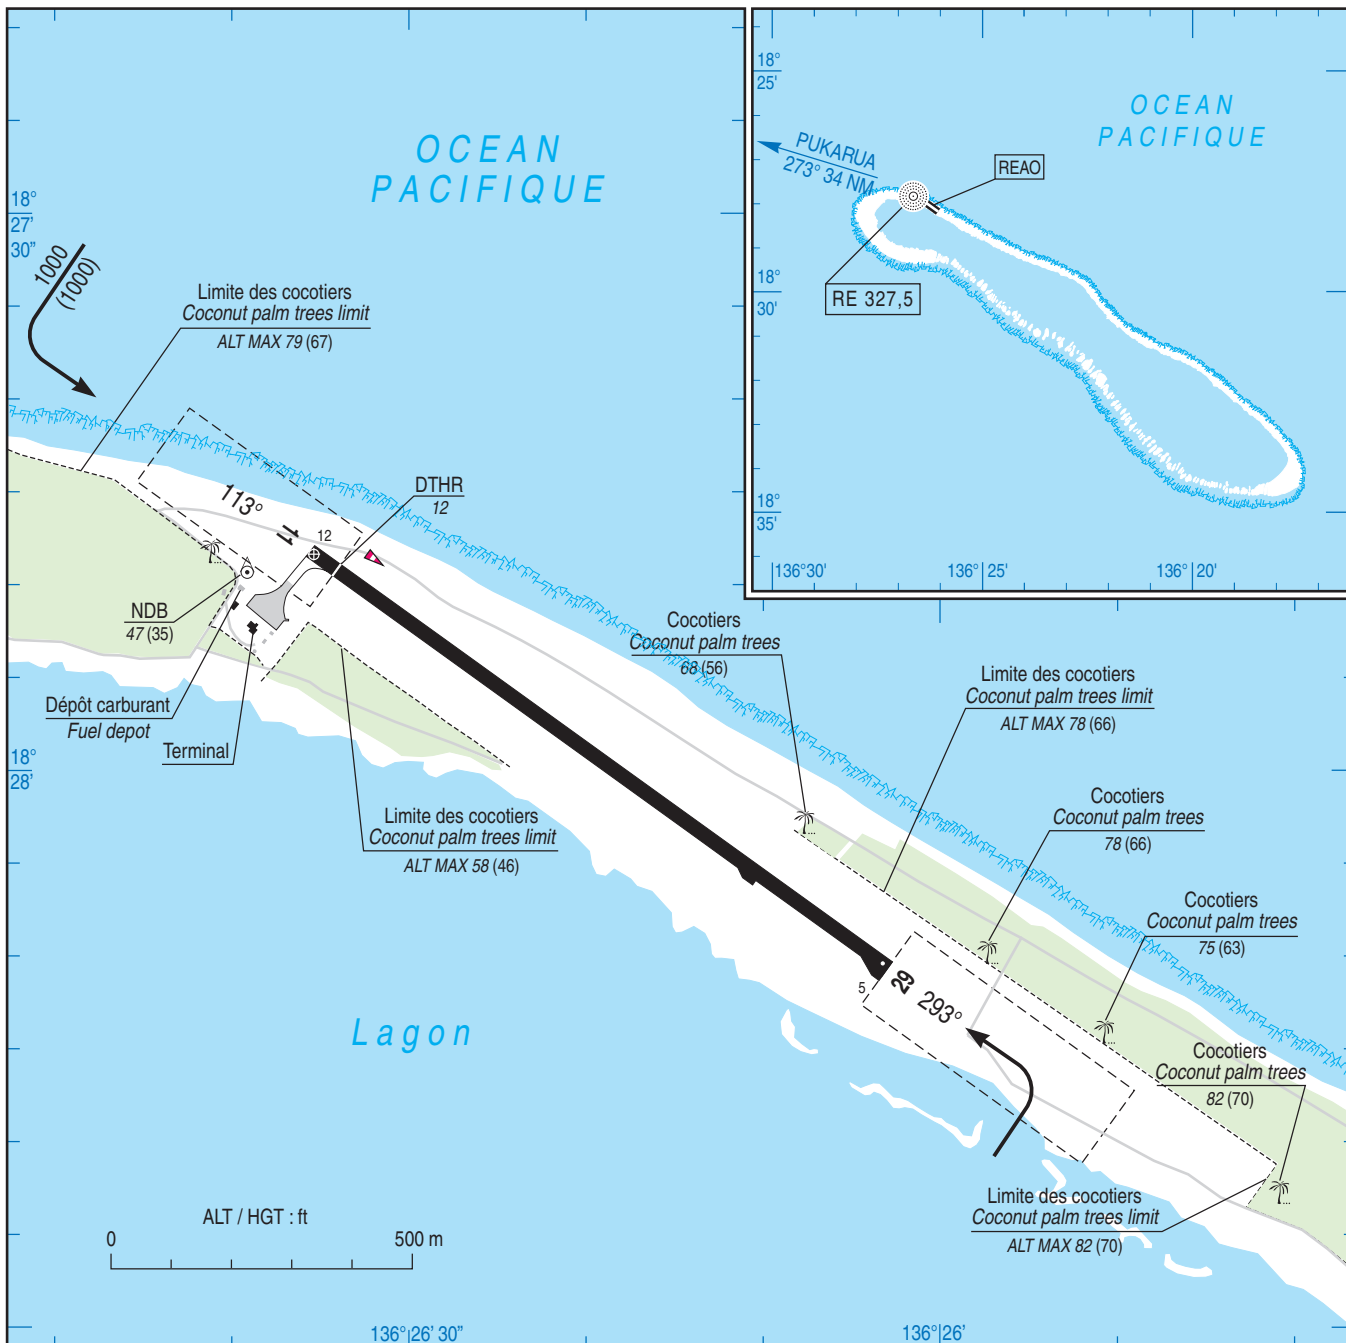 OCEAN
PACIFIQUE
18°
27'
30"
1000
(1000)
Limite des cocotiers
Coconut palm trees limit
ALT MAX 79 (67)
113°
11
12
DTHR
12
NDB
47 (35)
Dépôt carburant
Fuel depot
Terminal
18°
28'
Limite des cocotiers
Coconut palm trees limit
ALT MAX 58 (46)
Cocotiers
Coconut palm trees
68 (56)
Limite des cocotiers
Coconut palm trees limit
ALT MAX 78 (66)
Cocotiers
Coconut palm trees
78 (66)
Cocotiers
Coconut palm trees
75 (63)
Cocotiers
Coconut palm trees
82 (70)
Limite des cocotiers
Coconut palm trees limit
ALT MAX 82 (70)
5
29
293°
Lagon
ALT / HGT : ft
0
500 m
136° 26' 30"
136° 26'
18°
25'
OCEAN
PACIFIQUE
PUKARUA
273° 34 NM
REAO
RE 327,5
18°
30'
18°
35'
136°30'
136° 25'
136° 20'